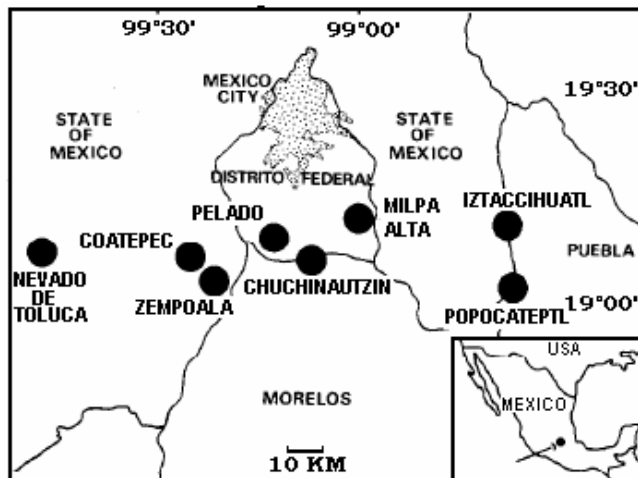 99°30' 99°00'
MEXICO
CITY
19°30'
STATE
OF
MEXICO
STATE
OF
MEXICO
DISTRITO FEDERAL
PELADO
MILPA
ALTA
IZTACCIHUATL
COATEPEC
PUEBLA
NEVADO
DE
TOLUCA
ZEMPOALA
CHUCHINAUTZIN
19°00'
POPOCATEPTL
MORELOS
10 KM
USA
MEXICO